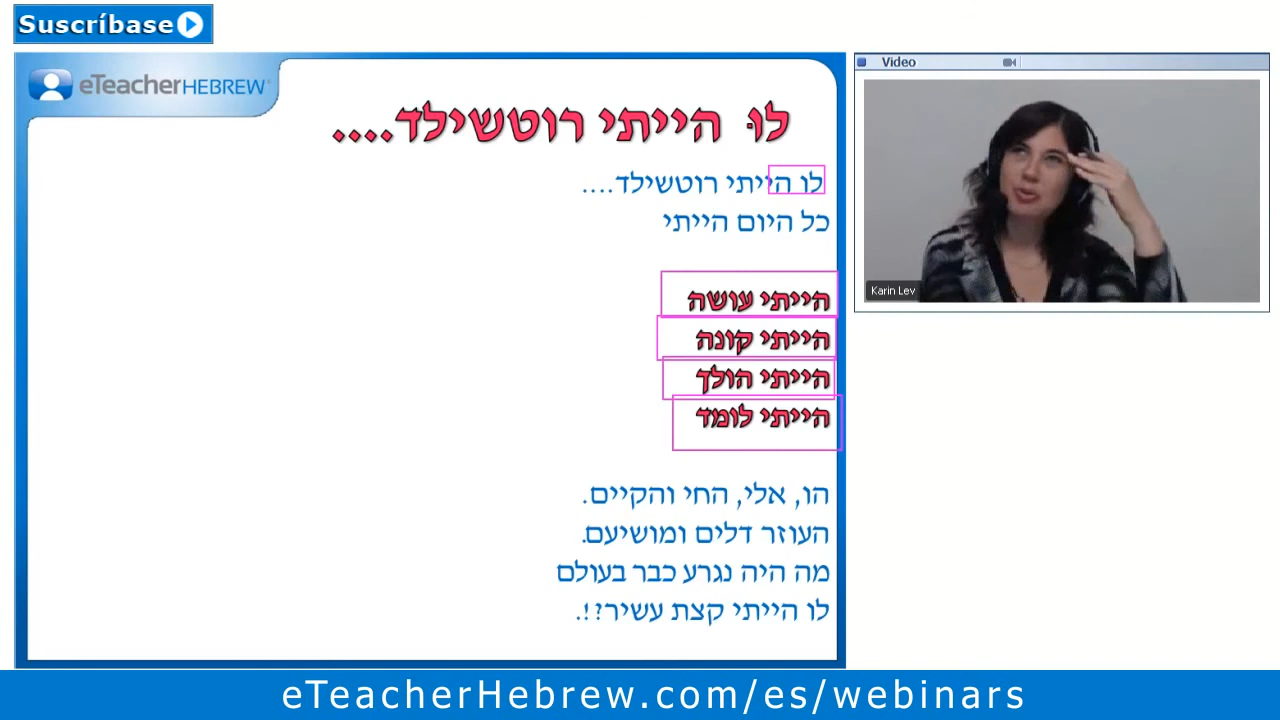 Suscríbase
eTeacherHEBREW
לוּ הייתי רוטשילד....
לו הייתי רוטשילד....
כל היום הייתי
הייתי עושה
הייתי קונה
הייתי הולך
הייתי לומד
הו, אלי, החי והקיים.
העוזר דלים ומושיעם.
מה היה נגרע כבר בעולם
לו הייתי קצת עשיר?!.
Video
Karin Lev
eTeacherHebrew.com/es/webinars